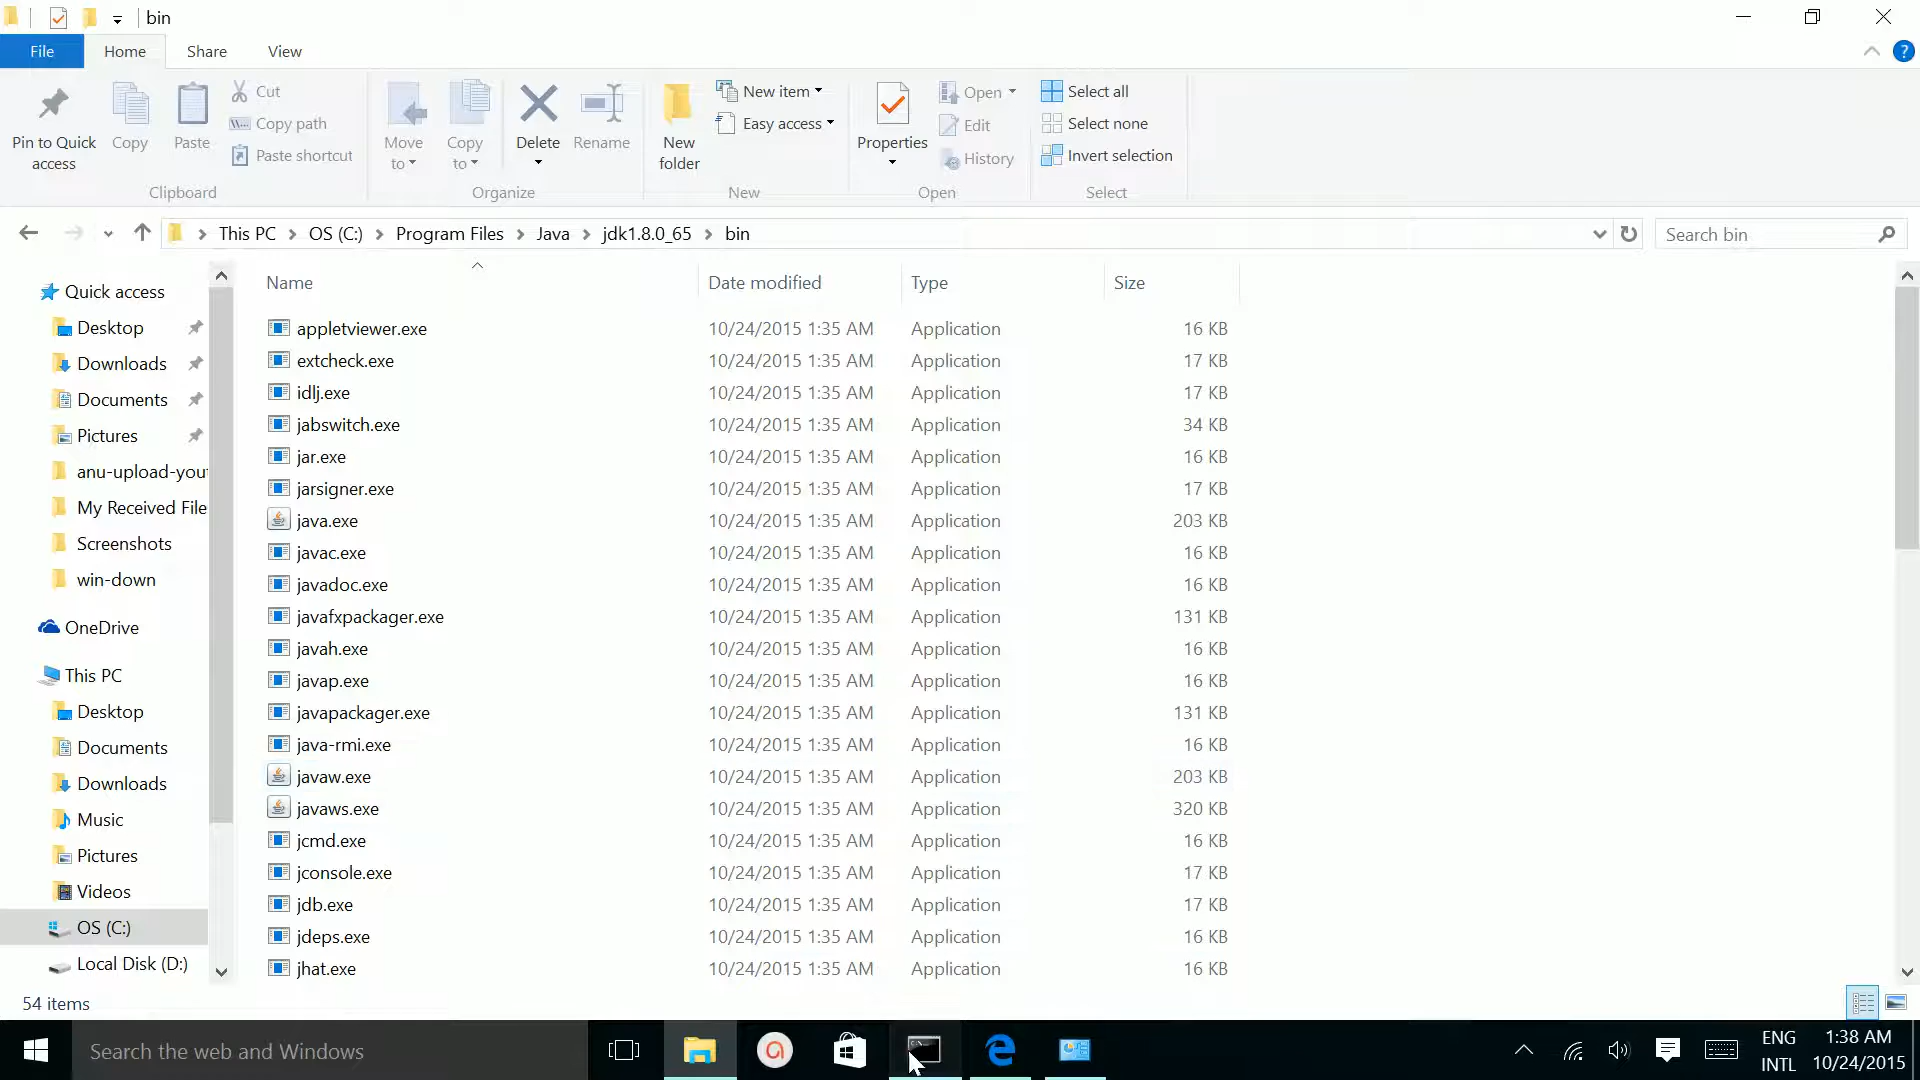 bin
File
Home
Share
View
Pin to Quick
access
Copy
Paste
Cut
Copy path
Paste shortcut
Clipboard
Move
to
Copy
to
Delete
Rename
Organize
New
folder
New item
Easy access
New
Properties
Open
Edit
History
Open
Select all
Select none
Invert selection
Select
This PC > OS (C:) > Program Files > Java > jdk1.8.0_65 > bin
Search bin
Quick access
Desktop
Downloads
Documents
Pictures
anu-upload-you
My Received File
Screenshots
win-down
OneDrive
This PC
Desktop
Documents
Downloads
Music
Pictures
Videos
OS (C:)
Local Disk (D:)
Name Date modified Type Size
appletviewer.exe 10/24/2015 1:35 AM Application 16 KB
extcheck.exe 10/24/2015 1:35 AM Application 17 KB
idlj.exe 10/24/2015 1:35 AM Application 17 KB
jabswitch.exe 10/24/2015 1:35 AM Application 34 KB
jar.exe 10/24/2015 1:35 AM Application 16 KB
jarsigner.exe 10/24/2015 1:35 AM Application 17 KB
java.exe 10/24/2015 1:35 AM Application 203 KB
javac.exe 10/24/2015 1:35 AM Application 16 KB
javadoc.exe 10/24/2015 1:35 AM Application 16 KB
javafxpackager.exe 10/24/2015 1:35 AM Application 131 KB
javah.exe 10/24/2015 1:35 AM Application 16 KB
javap.exe 10/24/2015 1:35 AM Application 16 KB
javapackager.exe 10/24/2015 1:35 AM Application 131 KB
java-rmi.exe 10/24/2015 1:35 AM Application 16 KB
javaw.exe 10/24/2015 1:35 AM Application 203 KB
javaws.exe 10/24/2015 1:35 AM Application 320 KB
jcmd.exe 10/24/2015 1:35 AM Application 16 KB
jconsole.exe 10/24/2015 1:35 AM Application 17 KB
jdb.exe 10/24/2015 1:35 AM Application 17 KB
jdeps.exe 10/24/2015 1:35 AM Application 16 KB
jhat.exe 10/24/2015 1:35 AM Application 16 KB
54 items
Search the web and Windows
ENG
INTL
1:38 AM
10/24/2015